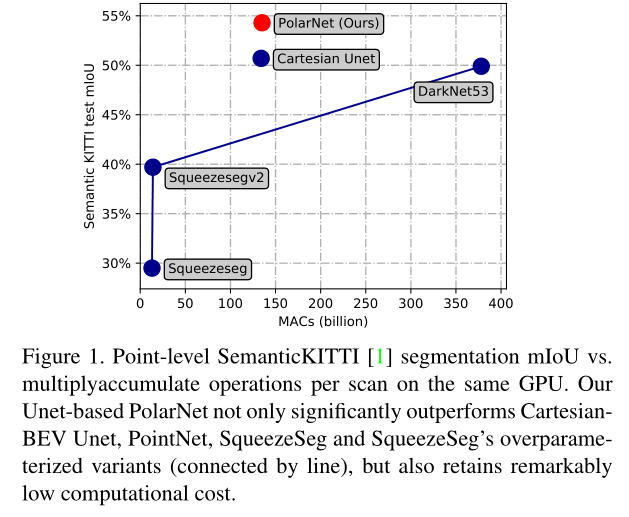 55%
50%
45%
40%
35%
30%
Semantic KITTI test mIoU
PolarNet (Ours)
Cartesian Unet
DarkNet53
Squeezesegv2
Squeezeseg
0 50 100 150 200 250 300 350 400
MACs (billion)
Figure 1. Point-level SemanticKITTI [1] segmentation mIoU vs.
multiplyaccumulate operations per scan on the same GPU. Our
Unet-based PolarNet not only significantly outperforms Cartesian-
BEV Unet, PointNet, SqueezeSeg and SqueezeSeg's overparame-
terized variants (connected by line), but also retains remarkably
low computational cost.